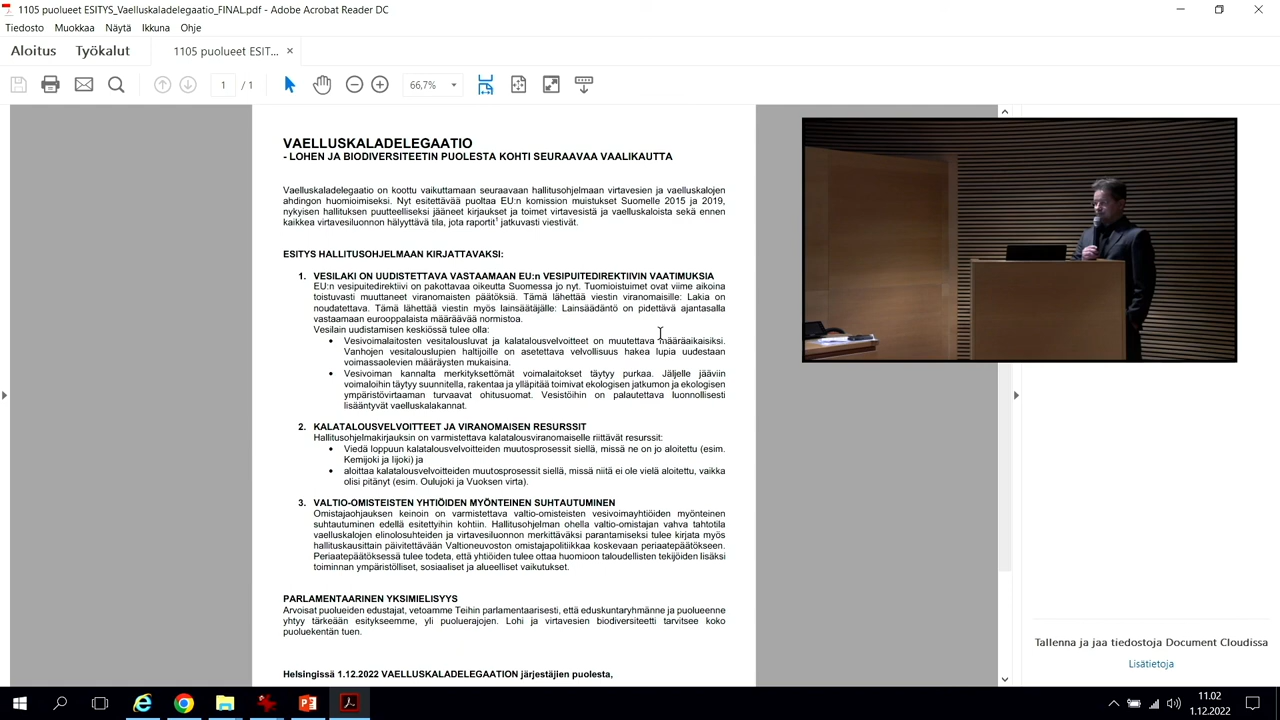 1105 puolueet ESITYS_Vaelluskaladelegaatio_FINAL.pdf - Adobe Acrobat Reader DC
Tiedosto Muokkaa Näytä Ikkuna Ohje
Aloitus Työkalut 1105 puolueet ESIT... ×
1 / 1 66,7%
VAELLUSKALADELEGAATIO
- LOHEN JA BIODIVERSITEETIN PUOLESTA KOHTI SEURAAVAA VAALIKAUTTA
Vaelluskaladelegaatio on koottu vaikuttamaan seuraavaan hallitusohjelmaan virtavesien ja vaelluskalojen
ahdingon huomioimiseksi. Nyt esitettävää puoltaa EU:n komission muistukset Suomelle 2015 ja 2019,
nykyisen hallituksen puutteelliseksi jääneet kirjaukset ja toimet virtavesistä ja vaelluskaloista sekä ennen
kaikkea virtavesiluonnon hälyyttävä tila, jota raportit¹ jatkuvasti viestivät.
ESITYS HALLITUSOHJELMAAN KIRJATTAVAKSI:
1. VESILAKI ON UUDISTETTAVA VASTAAMAAN EU:n VESIPUITEDIREKTIIVIN VAATIMUKSIA
EU:n vesipuitedirektiivi on pakottavaa oikeutta Suomessa jo nyt. Tuomioistuimet ovat viime aikoina
toistuvasti muuttaneet viranomaisten päätöksiä. Tämä lähettää viestin viranomaisille: Lakia on
noudatettava. Tämä lähettää viestin myös lainsäätäjälle: Lainsäädäntö on pidettävä ajantasalla
vastaamaan eurooppalaista määräävää normistoa.
Vesilain uudistamisen keskiössä tulee olla:
• Vesivoimalaitosten vesitalousluvat ja kalatalousvelvoitteet on muutettava määräaikaisiksi.
Vanhojen vesitalouslupien haltijoille on asetettava velvollisuus hakea lupia uudestaan
voimassaolevien määräysten mukaisina.
• Vesivoiman kannalta merkityksettömät voimalaitokset täytyy purkaa. Jäljelle jääviin
voimaloihin täytyy suunnitella, rakentaa ja ylläpitää toimivat ekologisen jatkumon ja ekologisen
ympäristövirtaaman turvaavat ohitusuomat. Vesistöihin on palautettava luonnollisesti
lisääntyvät vaelluskalakannat.
2. KALATALOUSVELVOITTEET JA VIRANOMAISEN RESURSSIT
Hallitusohjelmakirjauksin on varmistettava kalatalousviranomaiselle riittävät resurssit:
• Viedä loppuun kalatalousvelvoitteiden muutosprosessit siellä, missä ne on jo aloitettu (esim.
Kemijoki ja Iijoki) ja
• aloittaa kalatalousvelvoitteiden muutosprosessit siellä, missä niitä ei ole vielä aloitettu, vaikka
olisi pitänyt (esim. Oulujoki ja Vuoksen virta).
3. VALTIO-OMISTEISTEN YHTIÖIDEN MYÖNTEINEN SUHTAUTUMINEN
Omistajaohjauksen keinoin on varmistettava valtio-omisteisten vesivoimayhtiöiden myönteinen
suhtautuminen edellä esitettyihin kohtiin. Hallitusohjelman ohella valtio-omistajan vahva tahtotila
vaelluskalojen elinolosuhteiden ja virtavesiluonnon merkittäväksi parantamiseksi tulee kirjata myös
hallituskausittain päivitettävään Valtioneuvoston omistajapolitiikkaa koskevaan periaatepäätökseen.
Periaatepäätöksessä tulee todeta, että yhtiöiden tulee ottaa huomioon taloudellisten tekijöiden lisäksi
toiminnan ympäristölliset, sosiaaliset ja alueelliset vaikutukset.
PARLAMENTAARINEN YKSIMIELISYYS
Arvoisat puolueiden edustajat, vetoamme Teihin parlamentaarisesti, että eduskuntaryhmänne ja puolueenne
yhtyy tärkeään esitykseemme, yli puoluerajojen. Lohi ja virtavesien biodiversiteetti tarvitsee koko
puoluekentän tuen.
Helsingissä 1.12.2022 VAELLUSKALADELEGAATION järjestäjien puolesta,
Tallenna ja jaa tiedostoja Document Cloudissa
Lisätietoja
11.02
1.12.2022